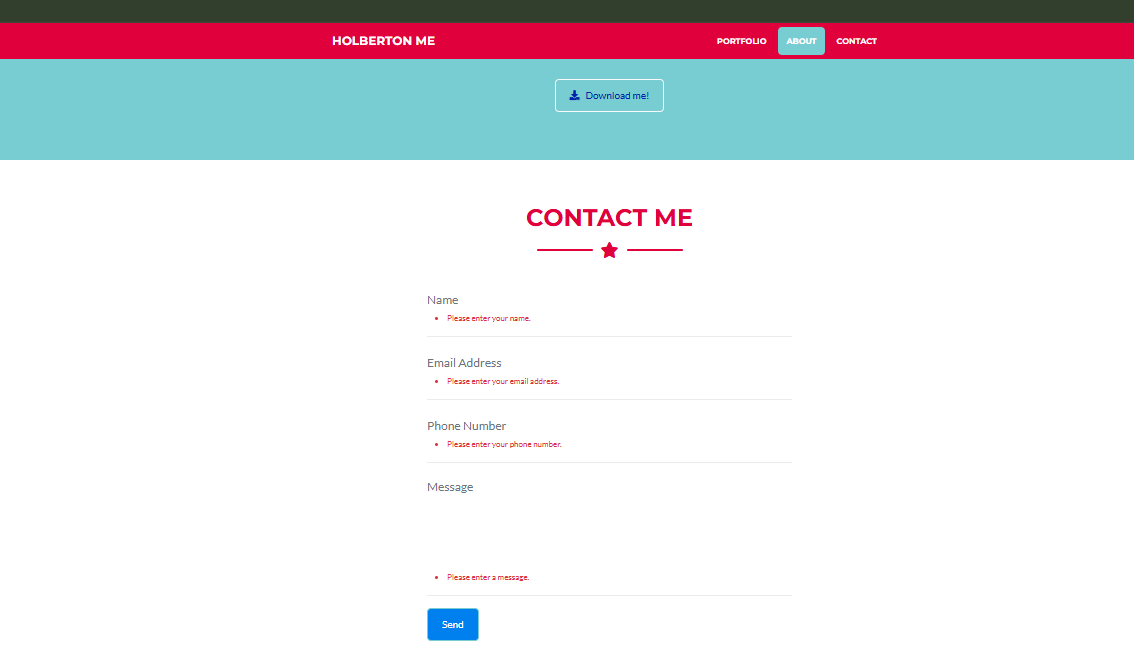 HOLBERTON ME PORTFOLIO ABOUT CONTACT
Download me!
CONTACT ME
Name
Please enter your name.
Email Address
Please enter your email address.
Phone Number
Please enter your phone number.
Message
Please enter a message.
Send